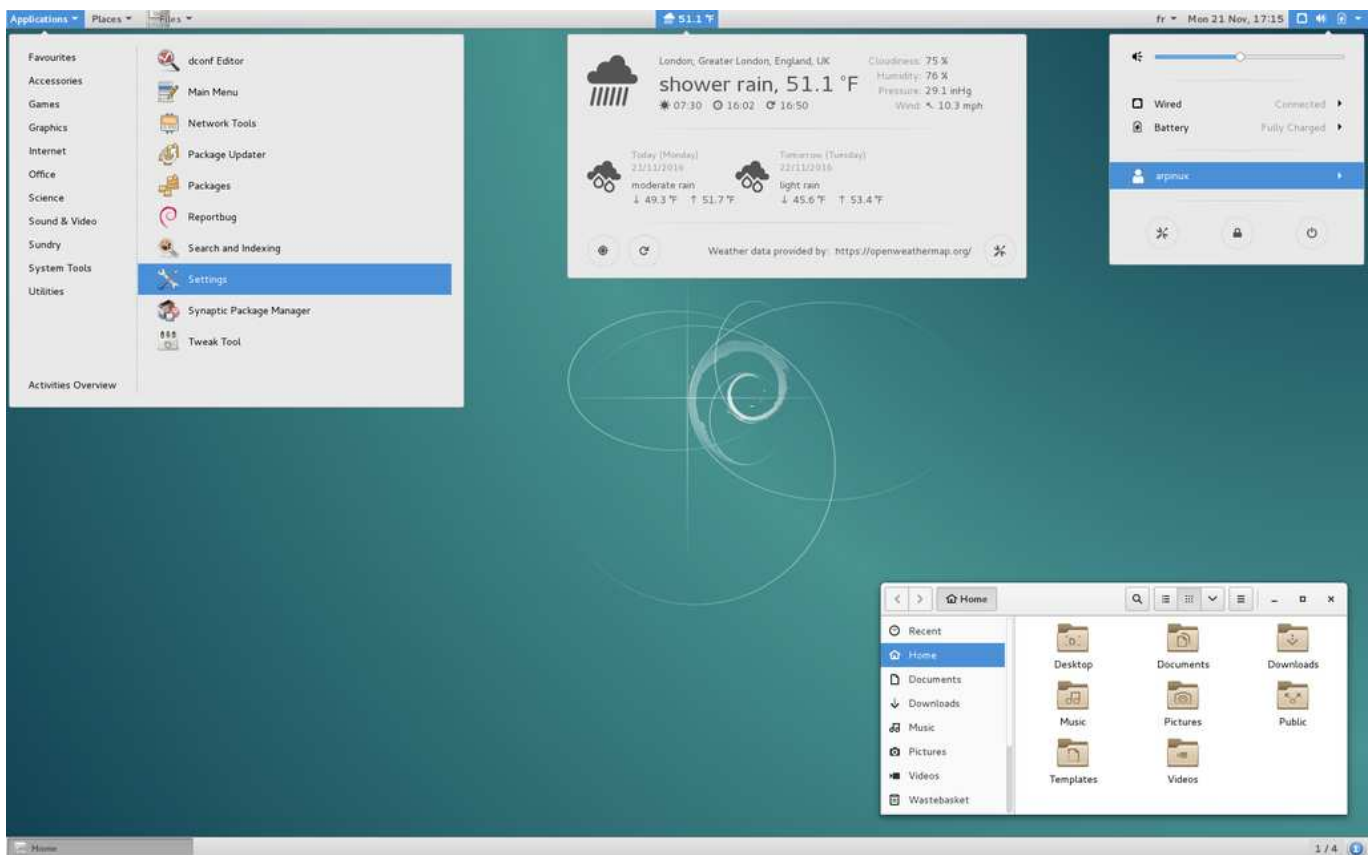 Applications Places Files 51.1 °F fr Mon 21 Nov, 17:15
Favourites
Accessories
Games
Graphics
Internet
Office
Science
Sound & Video
Sundry
System Tools
Utilities
Activities Overview
dconf Editor
Main Menu
Network Tools
Package Updater
Packages
Reportbug
Search and Indexing
Settings
Synaptic Package Manager
Tweak Tool
London, Greater London, England, UK
shower rain, 51.1 °F
07:30 16:02 16:50
Cloudiness: 75 %
Humidity: 76 %
Pressure: 29.1 inHg
Wind: ↖ 10.3 mph
Today (Monday)
21/11/2016
moderate rain
↓ 49.3 °F ↑ 51.7 °F
Tomorrow (Tuesday)
22/11/2016
light rain
↓ 45.6 °F ↑ 53.4 °F
Weather data provided by: https://openweathermap.org/
Wired Connected
Battery Fully Charged
arpinux
Home
Recent
Home
Documents
Downloads
Music
Pictures
Videos
Wastebasket
Desktop Documents Downloads
Music Pictures Public
Templates Videos
Home 1 / 4 1